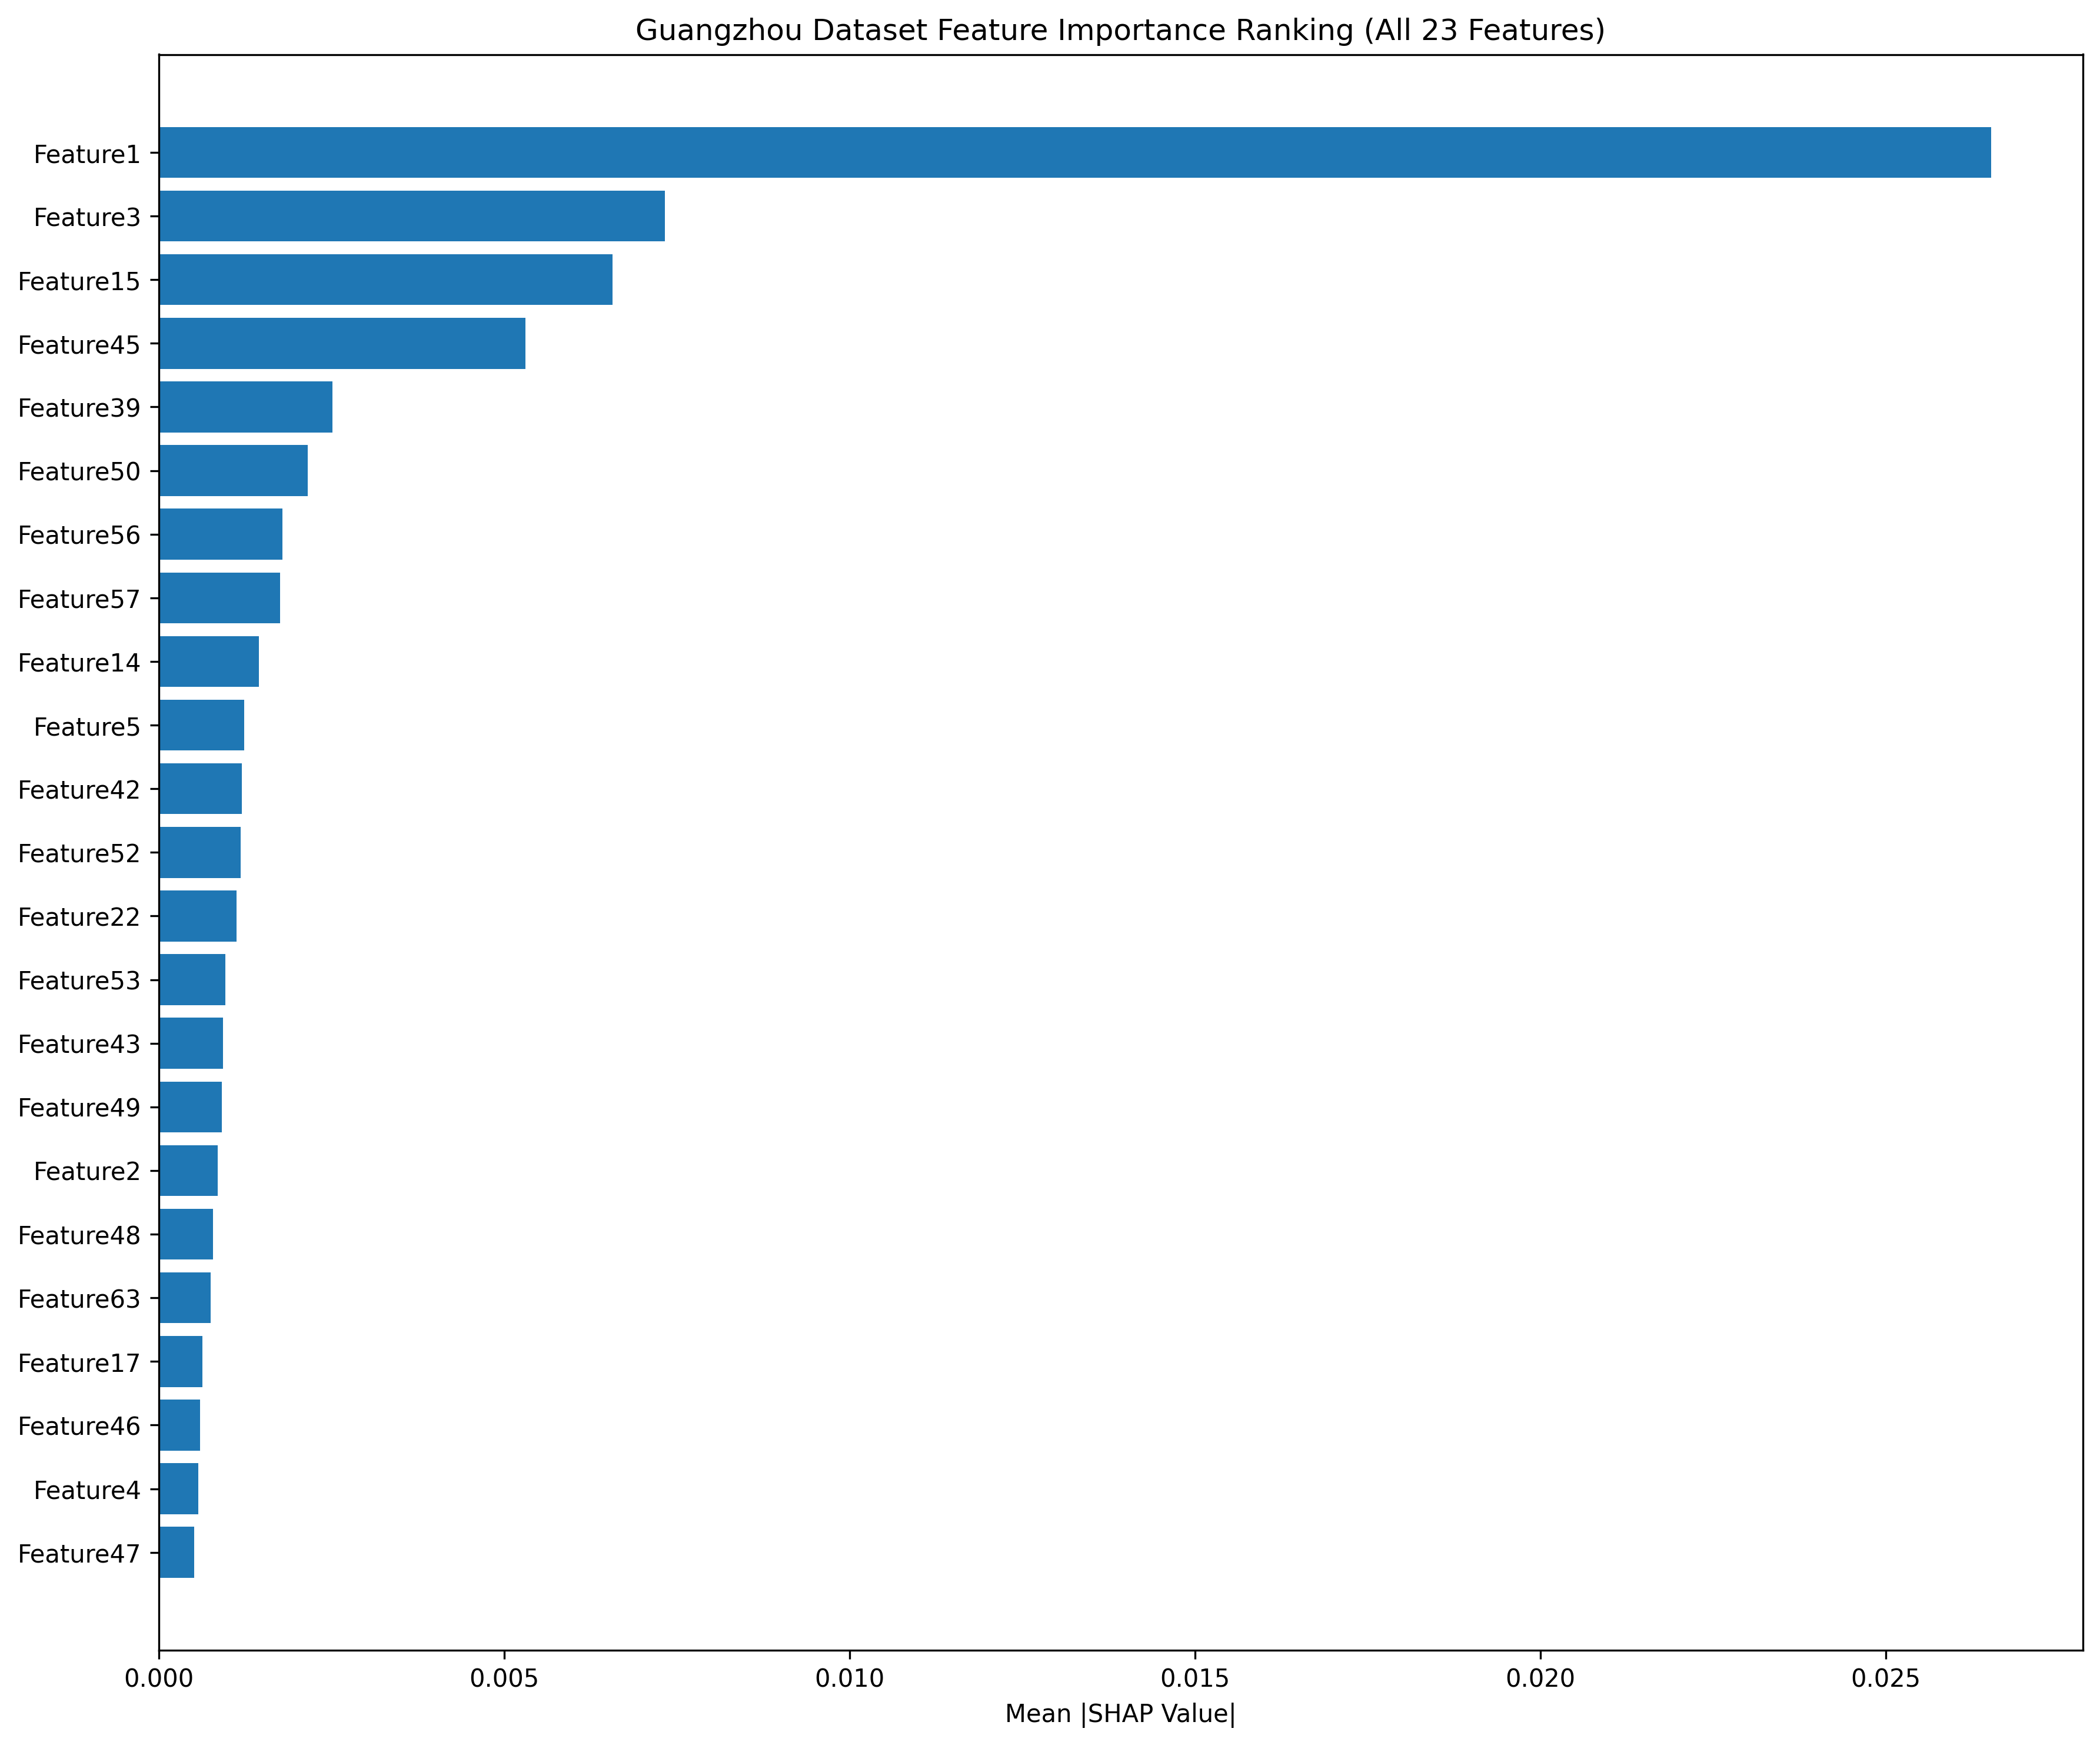 Guangzhou Dataset Feature Importance Ranking (All 23 Features)
Feature1
Feature3
Feature15
Feature45
Feature39
Feature50
Feature56
Feature57
Feature14
Feature5
Feature42
Feature52
Feature22
Feature53
Feature43
Feature49
Feature2
Feature48
Feature63
Feature17
Feature46
Feature4
Feature47
0.000 0.005 0.010 0.015 0.020 0.025
Mean |SHAP Value|